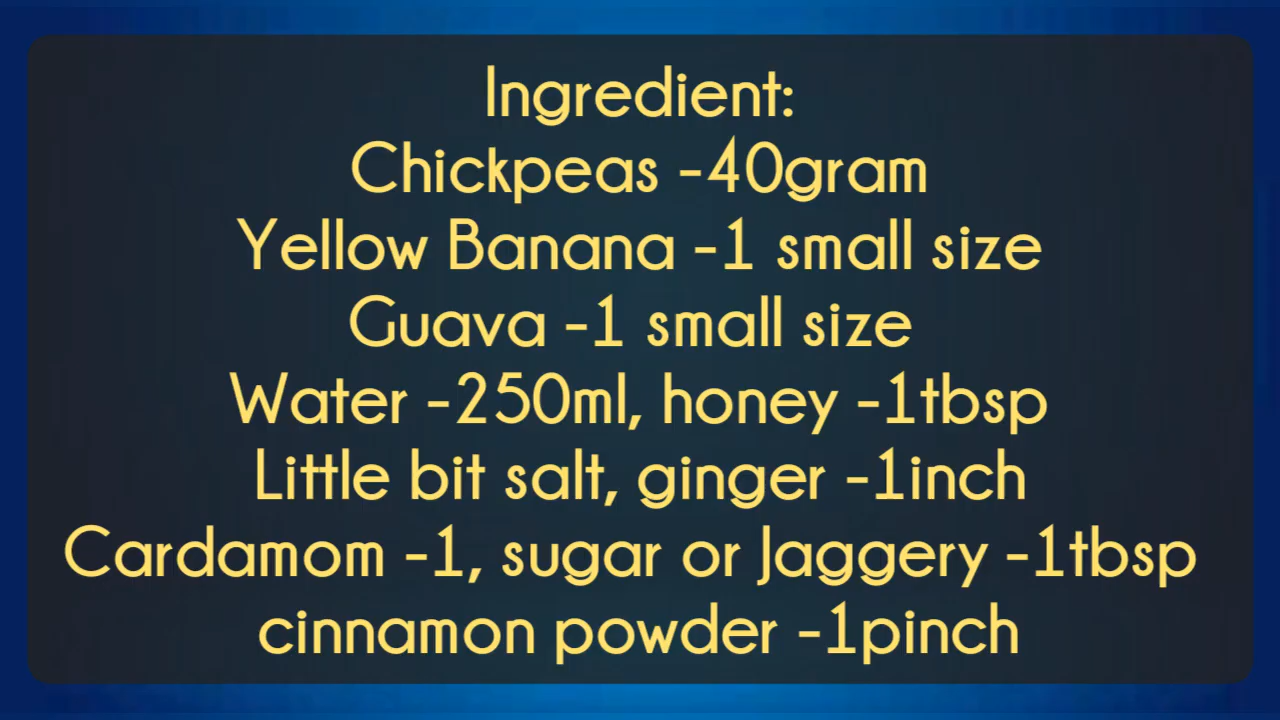 Ingredient:
Chickpeas -40gram
Yellow Banana -1 small size
Guava -1 small size
Water -250ml, honey -1tbsp
Little bit salt, ginger -1inch
Cardamom -1, sugar or Jaggery -1tbsp
cinnamon powder -1pinch